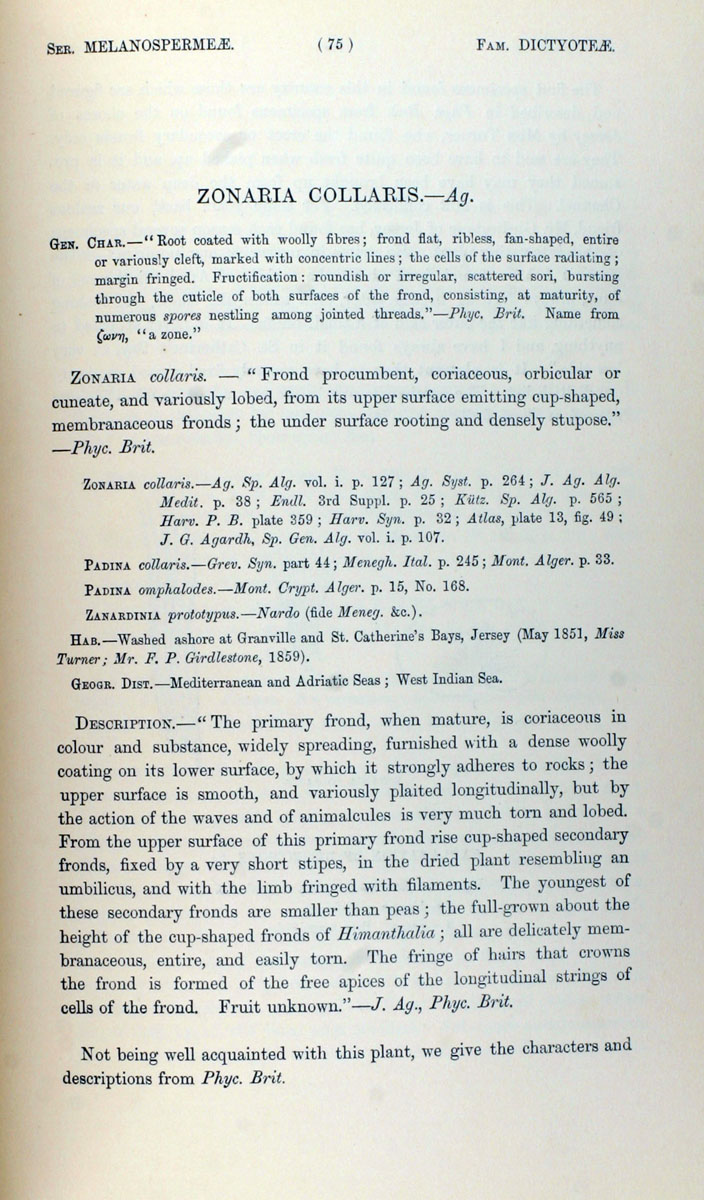 Ser. MELANOSPERMEÆ. ( 75 ) Fam. DICTYOTEÆ.
ZONARIA COLLARIS.—Ag.
Gen. Char.—“Root coated with woolly fibres; frond flat, ribless, fan-shaped, entire
or variously cleft, marked with concentric lines; the cells of the surface radiating;
margin fringed. Fructification: roundish or irregular, scattered sori, bursting
through the cuticle of both surfaces of the frond, consisting, at maturity, of
numerous spores nestling among jointed threads.”—Phyc. Brit. Name from
ζωνη, “a zone.”
Zonaria collaris. — “Frond procumbent, coriaceous, orbicular or
cuneate, and variously lobed, from its upper surface emitting cup-shaped,
membranaceous fronds; the under surface rooting and densely stupose.”
—Phyc. Brit.
Zonaria collaris.—Ag. Sp. Alg. vol. i. p. 127; Ag. Syst. p. 264; J. Ag. Alg.
Medit. p. 38; Endl. 3rd Suppl. p. 25; Kütz. Sp. Alg. p. 565;
Harv. P. B. plate 359; Harv. Syn. p. 32; Atlas, plate 13, fig. 49;
J. G. Agardh, Sp. Gen. Alg. vol. i. p. 107.
Padina collaris.—Grev. Syn. part 44; Menegh. Ital. p. 245; Mont. Alger. p. 33.
Padina omphalodes.—Mont. Crypt. Alger. p. 15, No. 168.
Zanardinia prototypus.—Nardo (fide Meneg. &c.).
Hab.—Washed ashore at Granville and St. Catherine’s Bays, Jersey (May 1851, Miss
Turner; Mr. F. P. Girdlestone, 1859).
Geogr. Dist.—Mediterranean and Adriatic Seas; West Indian Sea.
Description.—“The primary frond, when mature, is coriaceous in
colour and substance, widely spreading, furnished with a dense woolly
coating on its lower surface, by which it strongly adheres to rocks; the
upper surface is smooth, and variously plaited longitudinally, but by
the action of the waves and of animalcules is very much torn and lobed.
From the upper surface of this primary frond rise cup-shaped secondary
fronds, fixed by a very short stipes, in the dried plant resembling an
umbilicus, and with the limb fringed with filaments. The youngest of
these secondary fronds are smaller than peas; the full-grown about the
height of the cup-shaped fronds of Himanthalia; all are delicately mem-
branaceous, entire, and easily torn. The fringe of hairs that crowns
the frond is formed of the free apices of the longitudinal strings of
cells of the frond. Fruit unknown.”—J. Ag., Phyc. Brit.
Not being well acquainted with this plant, we give the characters and
descriptions from Phyc. Brit.